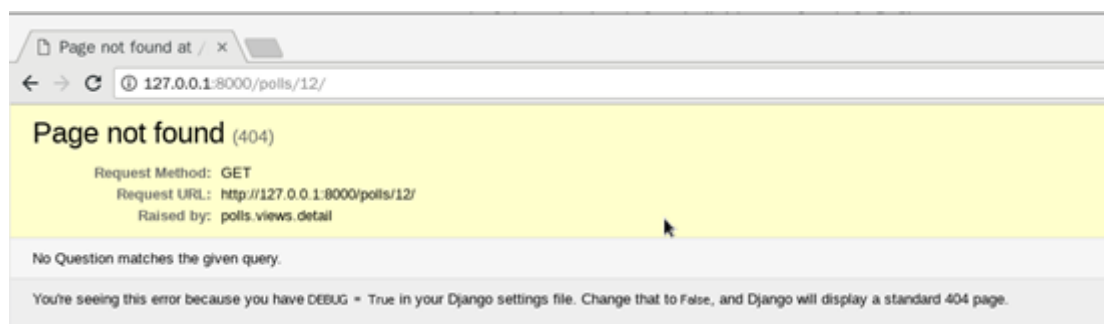 Page not found at /
127.0.0.1:8000/polls/12/
Page not found (404)
Request Method: GET
Request URL: http://127.0.0.1:8000/polls/12/
Raised by: polls.views.detail
No Question matches the given query.
You're seeing this error because you have DEBUG = True in your Django settings file. Change that to False, and Django will display a standard 404 page.